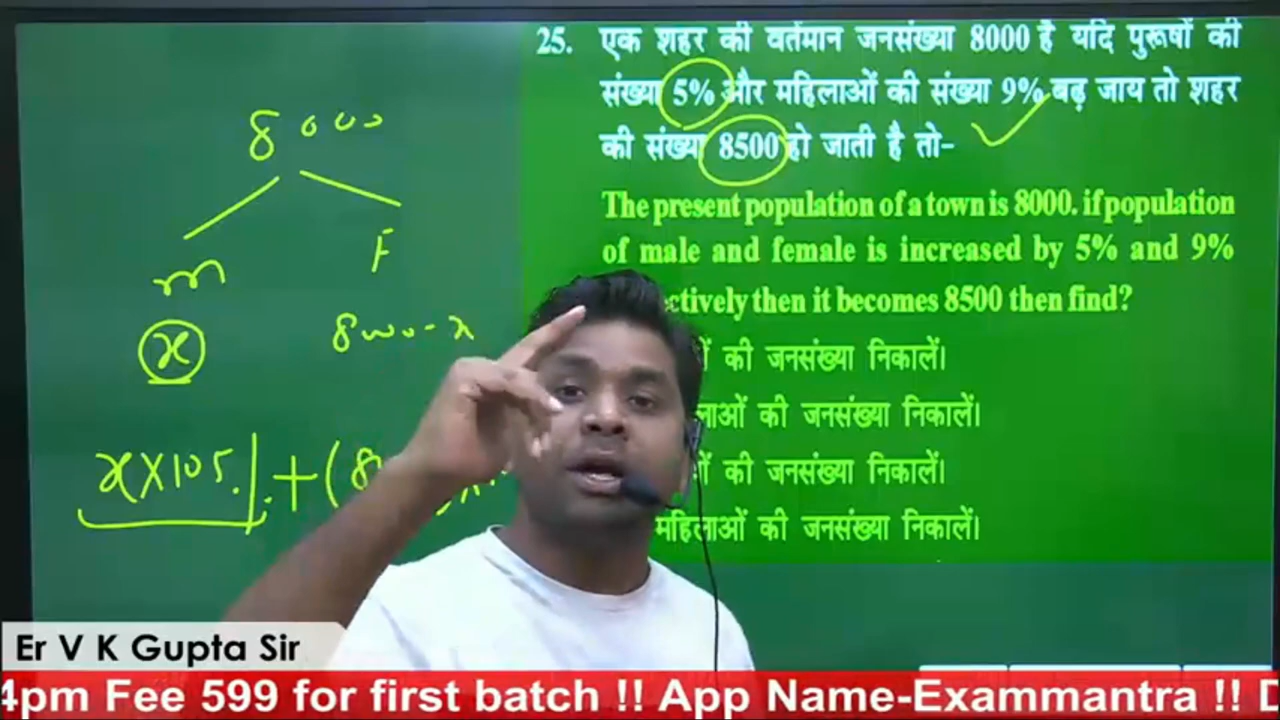 25. एक शहर की वर्तमान जनसंख्या 8000 है यदि पुरूषों की
संख्या 5% और महिलाओं की संख्या 9% बढ़ जाय तो शहर
की संख्या 8500 हो जाती है तो-
The present population of a town is 8000. if population
of male and female is increased by 5% and 9%
then it becomes 8500 then find?
की जनसंख्या निकालें।
की जनसंख्या निकालें।
की जनसंख्या निकालें।
महिलाओं की जनसंख्या निकालें।
8000
m F
x 8000-x
x×105% + (8
Er V K Gupta Sir
4pm Fee 599 for first batch !! App Name-Exammantra !!